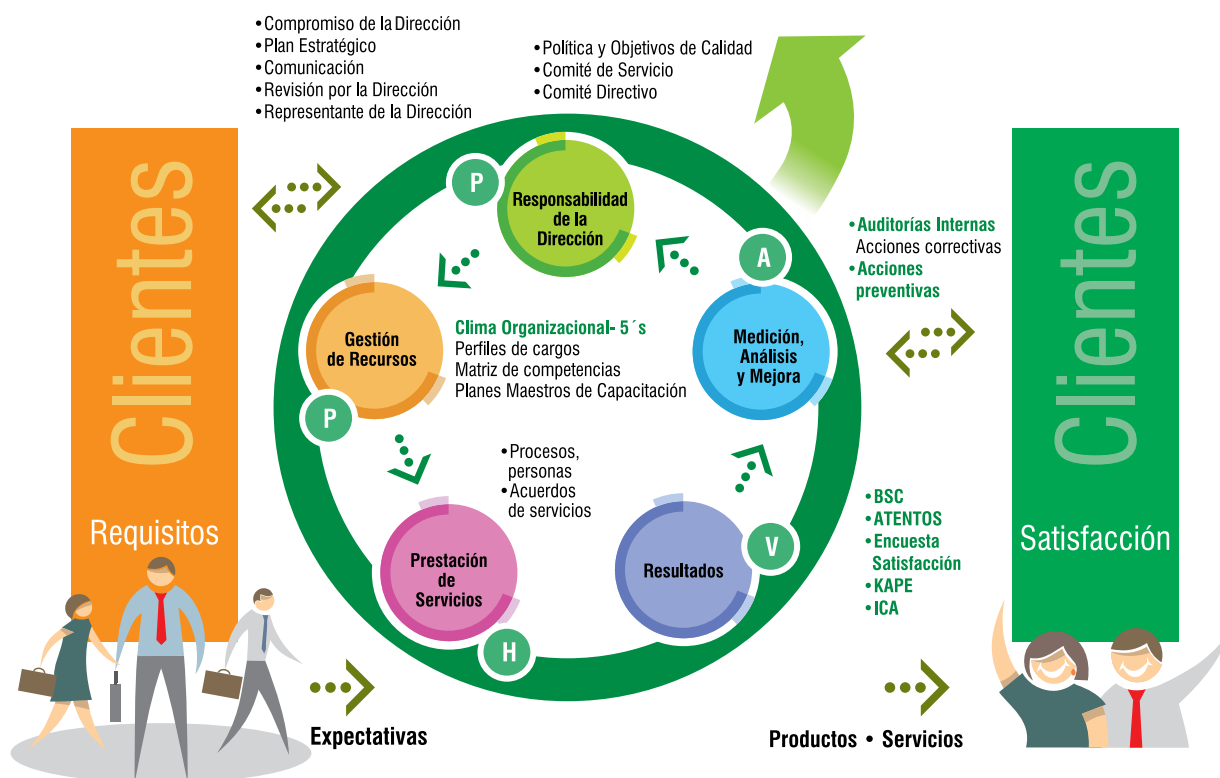 • Compromiso de la Dirección
• Plan Estratégico
• Comunicación
• Revisión por la Dirección
• Representante de la Dirección
• Política y Objetivos de Calidad
• Comité de Servicio
• Comité Directivo
Clientes
Requisitos
P
Responsabilidad
de la
Dirección
A
• Auditorías Internas
Acciones correctivas
• Acciones
preventivas
Gestión
de Recursos
P
Clima Organizacional- 5´s
Perfiles de cargos
Matriz de competencias
Planes Maestros de Capacitación
Medición,
Análisis
y Mejora
• Procesos,
personas
• Acuerdos
de servicios
Prestación
de
Servicios
H
Resultados
V
• BSC
• ATENTOS
• Encuesta
Satisfacción
• KAPE
• ICA
Clientes
Satisfacción
Expectativas
Productos • Servicios